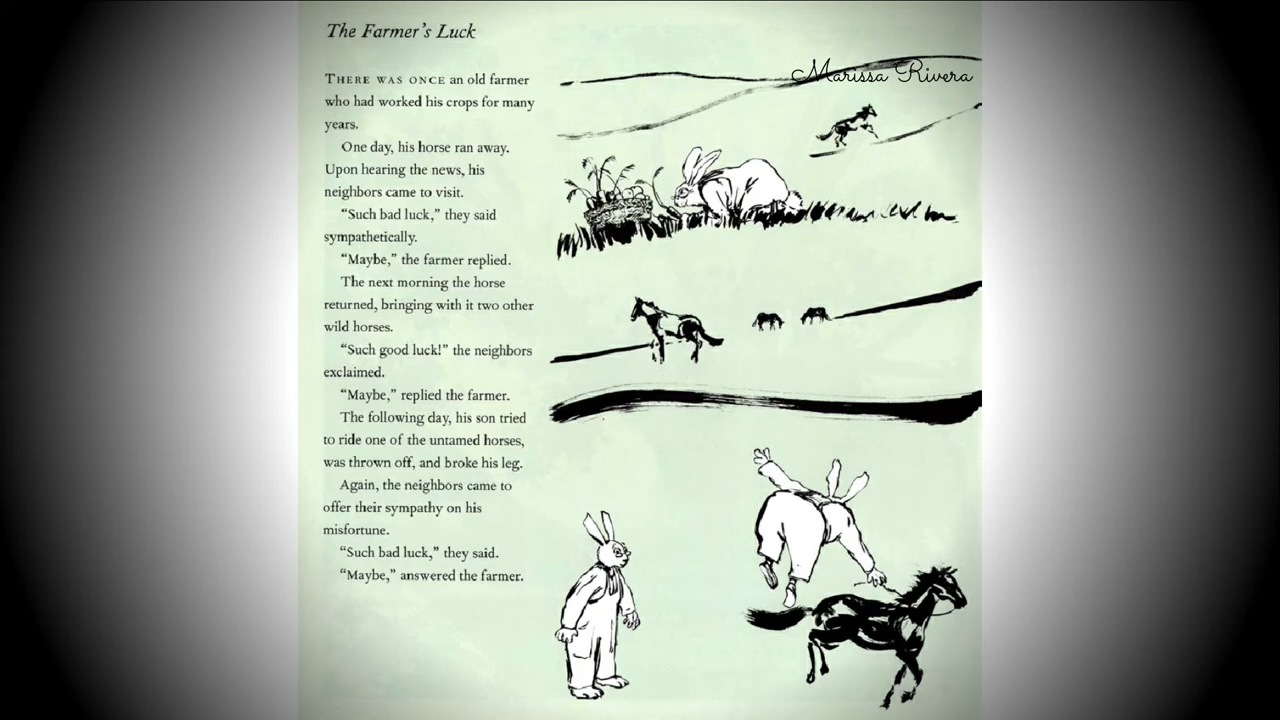 The Farmer's Luck
Marissa Rivera
THERE WAS ONCE an old farmer
who had worked his crops for many
years.
One day, his horse ran away.
Upon hearing the news, his
neighbors came to visit.
“Such bad luck,” they said
sympathetically.
“Maybe,” the farmer replied.
The next morning the horse
returned, bringing with it two other
wild horses.
“Such good luck!” the neighbors
exclaimed.
“Maybe,” replied the farmer.
The following day, his son tried
to ride one of the untamed horses,
was thrown off, and broke his leg.
Again, the neighbors came to
offer their sympathy on his
misfortune.
“Such bad luck,” they said.
“Maybe,” answered the farmer.